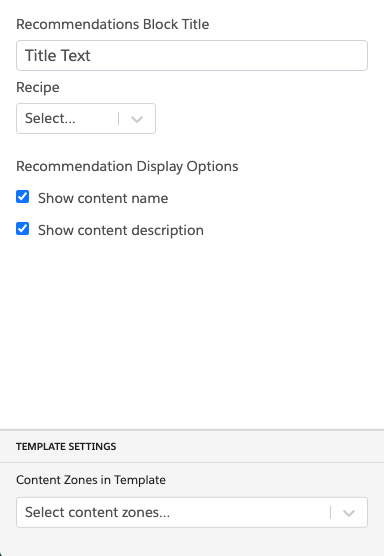 Recommendations Block Title
Title Text
Recipe
Select...
Recommendation Display Options
Show content name
Show content description
TEMPLATE SETTINGS
Content Zones in Template
Select content zones...